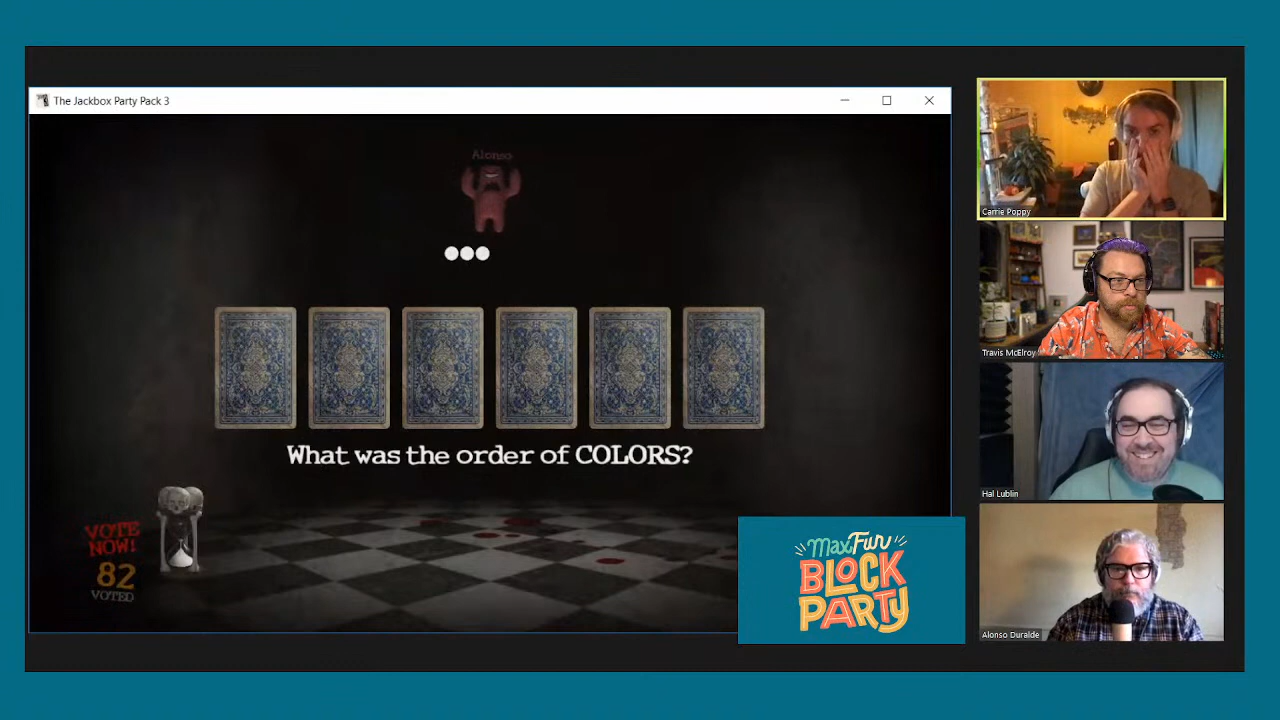 The Jackbox Party Pack 3
Alonso
What was the order of COLORS?
VOTE
NOW!
82
VOTED
MaxFun
BLOCK
PARTY
Carrie Poppy
Travis McElroy
Hal Lublin
Alonso Duralde